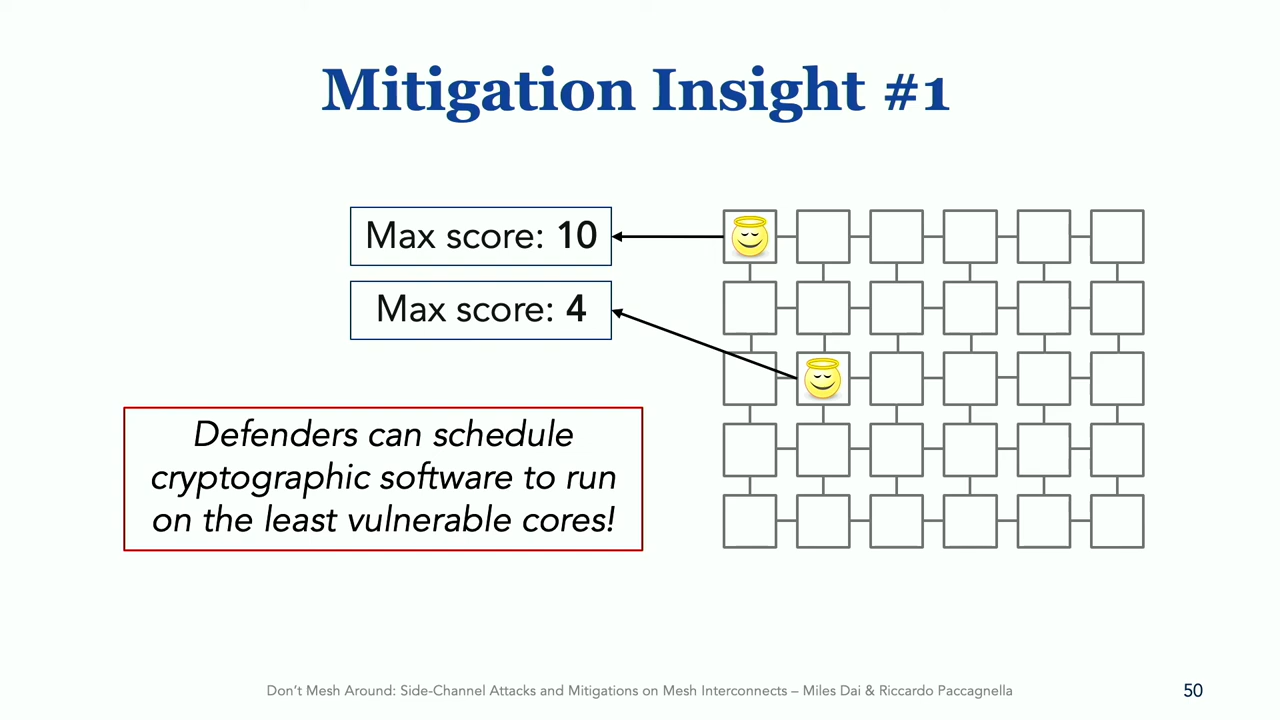 Mitigation Insight #1
Max score: 10
Max score: 4
Defenders can schedule
cryptographic software to run
on the least vulnerable cores!
Don't Mesh Around: Side-Channel Attacks and Mitigations on Mesh Interconnects – Miles Dai & Riccardo Paccagnella
50